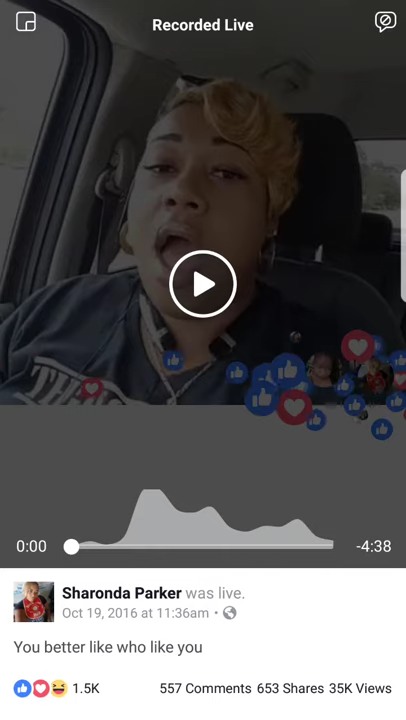 Recorded Live
THE
0:00
-4:38
Sharonda Parker was live.
Oct 19, 2016 at 11:36am •
You better like who like you
1.5K
557 Comments 653 Shares 35K Views